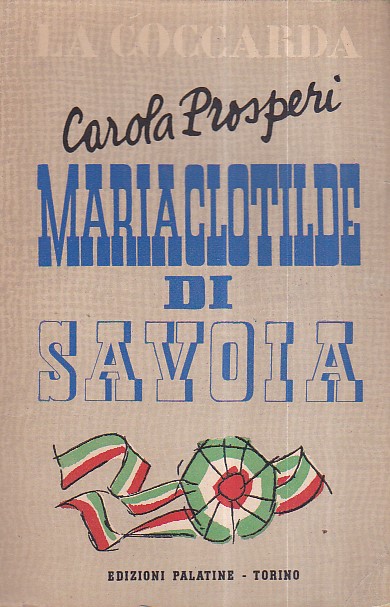 LA COCCARDA
Carola Prosperi
MARIA CLOTILDE
DI
SAVOIA
EDIZIONI PALATINE - TORINO